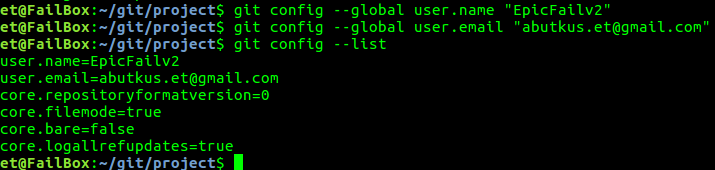 et@FailBox:~/git/project$ git config --global user.name "EpicFailv2"
et@FailBox:~/git/project$ git config --global user.email "abutkus.et@gmail.com"
et@FailBox:~/git/project$ git config --list
user.name=EpicFailv2
user.email=abutkus.et@gmail.com
core.repositoryformatversion=0
core.filemode=true
core.bare=false
core.logallrefupdates=true
et@FailBox:~/git/project$